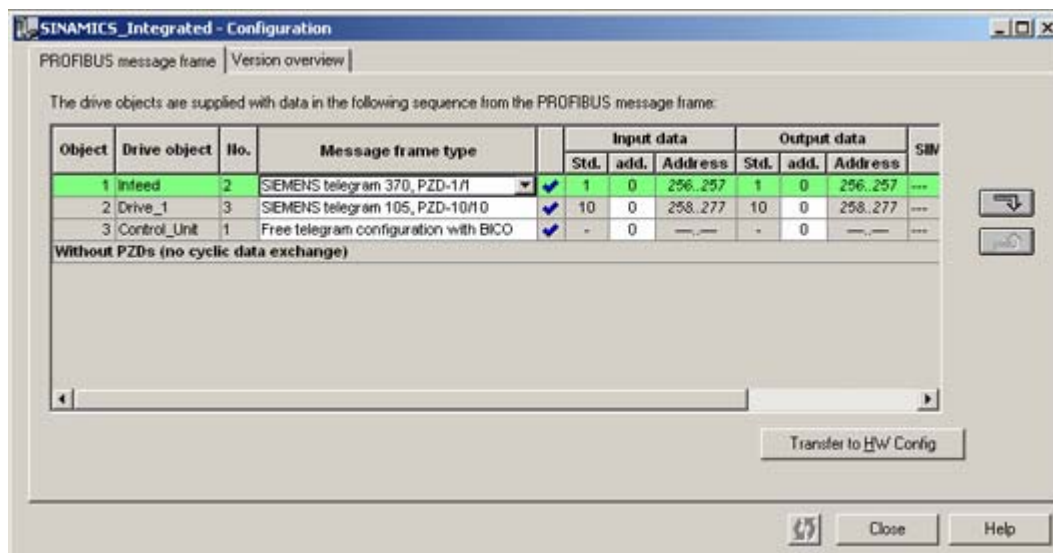 SINAMICS_Integrated - Configuration
PROFIBUS message frame Version overview
The drive objects are supplied with data in the following sequence from the PROFIBUS message frame:
Object Drive object No. Message frame type Input data Output data
Std. add. Address Std. add. Address
1 Infeed 2 SIEMENS telegram 370, PZD-1/1 1 0 256..257 1 0 256..257 ---
2 Drive_1 3 SIEMENS telegram 105, PZD-10/10 10 0 258..277 10 0 258..277 ---
3 Control_Unit 1 Free telegram configuration with BICO - 0 ---..--- - 0 ---..--- ---
Without PZDs (no cyclic data exchange)
Transfer to HW Config
Close Help